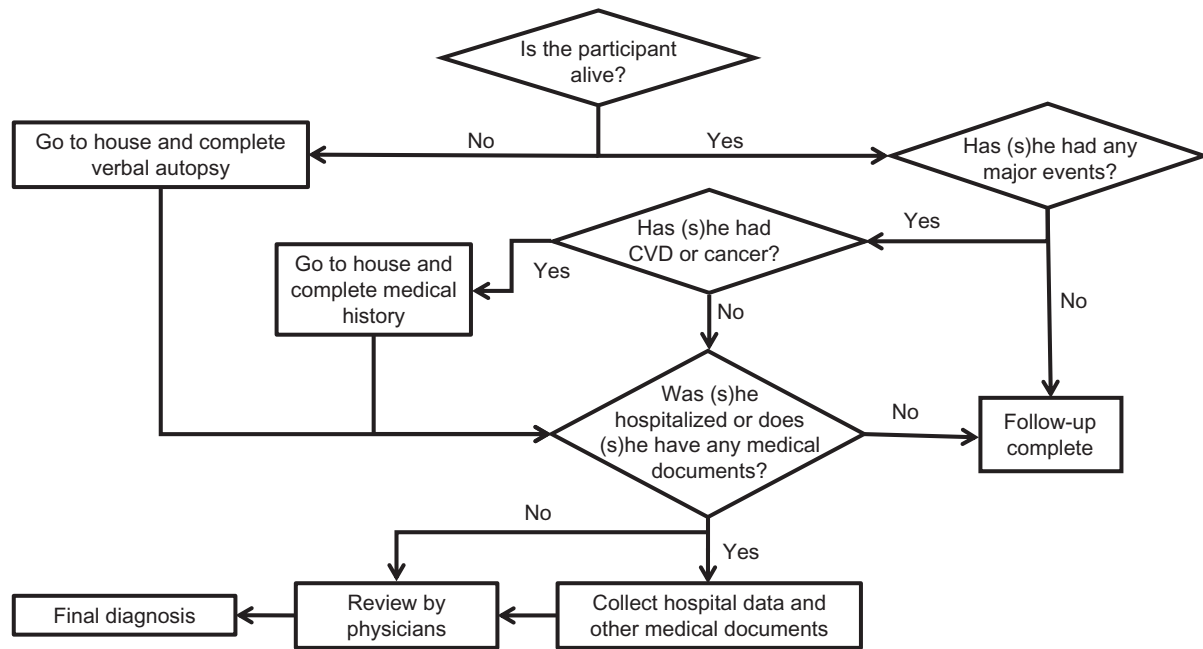 Is the participant
alive?
No
Yes
Go to house and complete
verbal autopsy
Has (s)he had any
major events?
Yes
Has (s)he had
CVD or cancer?
Yes
Go to house and
complete medical
history
No
No
Was (s)he
hospitalized or does
(s)he have any medical
documents?
No
Follow-up
complete
No
Yes
Final diagnosis
Review by
physicians
Collect hospital data and
other medical documents